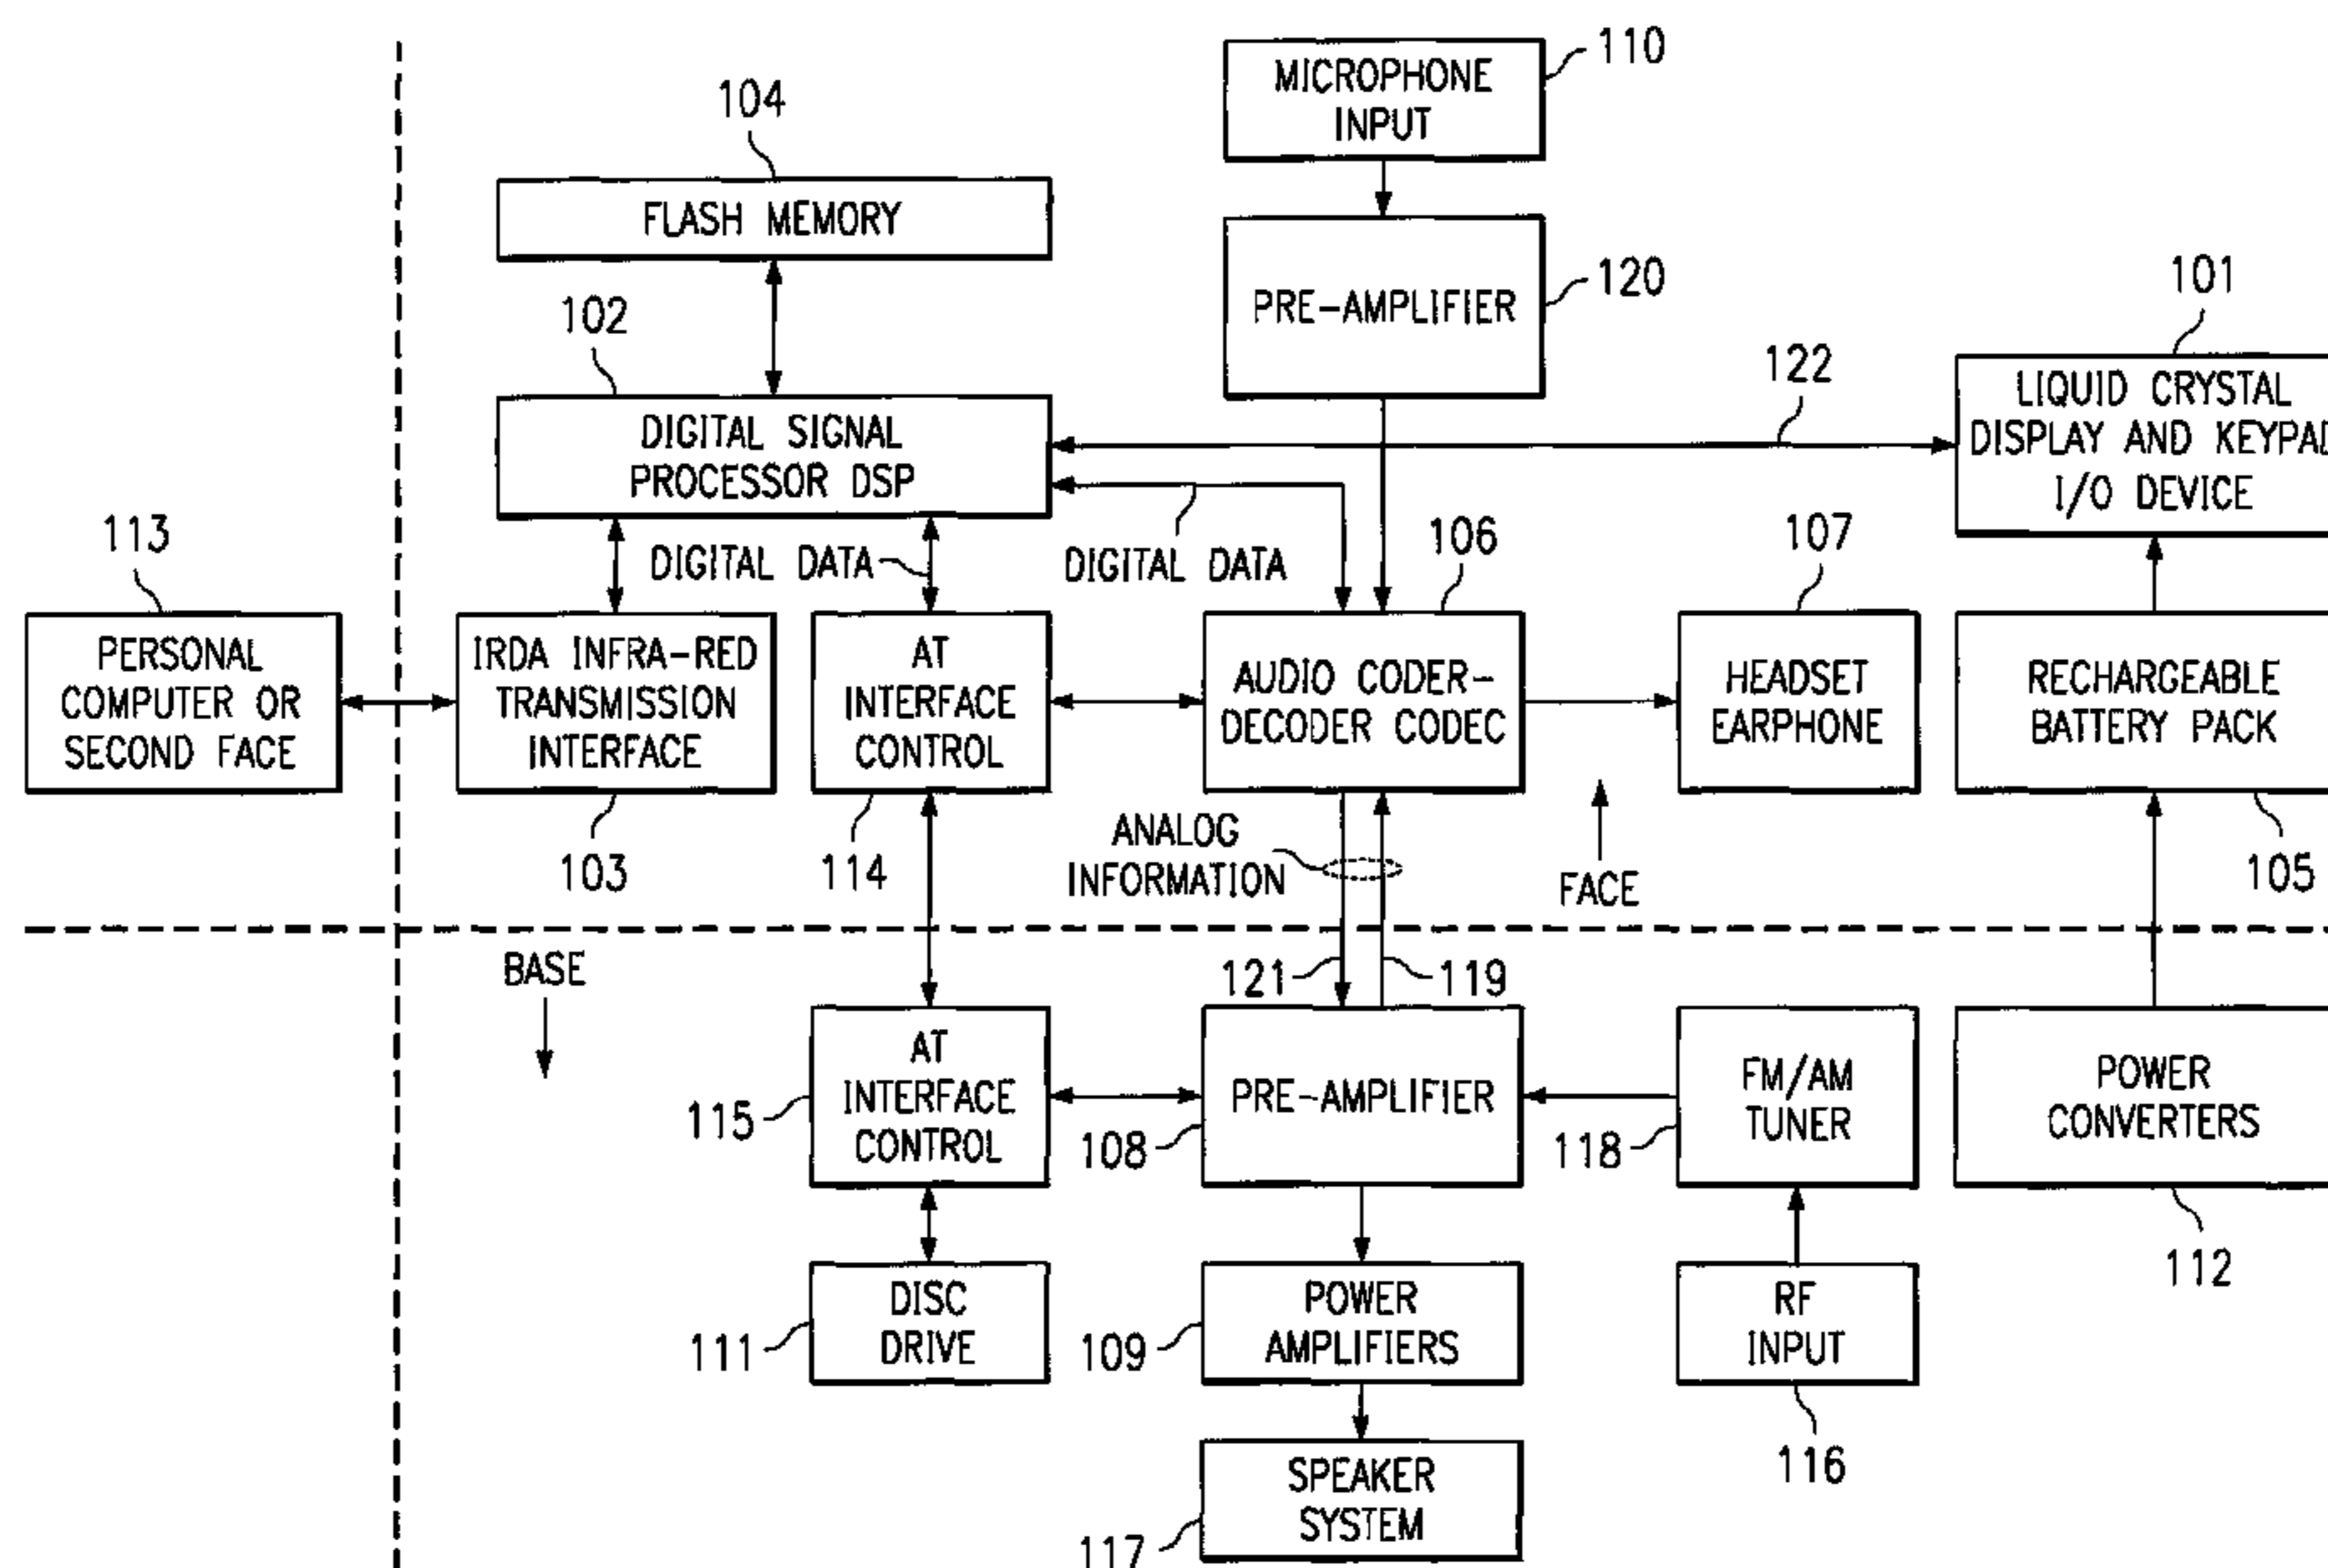 110
MICROPHONE
INPUT
104
FLASH MEMORY
120
PRE-AMPLIFIER
101
LIQUID CRYSTAL
DISPLAY AND KEYPAD
I/O DEVICE
122
102
DIGITAL SIGNAL
PROCESSOR DSP
DIGITAL DATA
DIGITAL DATA
113
PERSONAL
COMPUTER OR
SECOND FACE
IRDA INFRA-RED
TRANSMISSION
INTERFACE
103
AT
INTERFACE
CONTROL
114
106
AUDIO CODER-
DECODER CODEC
107
HEADSET
EARPHONE
RECHARGEABLE
BATTERY PACK
105
ANALOG
INFORMATION
FACE
BASE
121
119
AT
INTERFACE
CONTROL
115
PRE-AMPLIFIER
108
FM/AM
TUNER
118
POWER
CONVERTERS
112
DISC
DRIVE
111
POWER
AMPLIFIERS
109
RF
INPUT
116
SPEAKER
SYSTEM
117